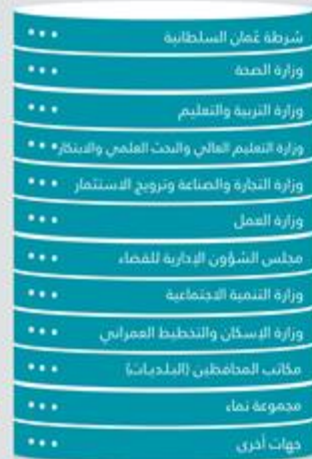 شرطة عُمان السلطانية
وزارة الصحة
وزارة التربية والتعليم
وزارة التعليم العالي والبحث العلمي والابتكار
وزارة التجارة والصناعة وترويج الاستثمار
وزارة العمل
مجلس الشؤون الإدارية للقضاء
وزارة التنمية الاجتماعية
وزارة الإسكان والتخطيط العمراني
مكاتب المحافظين (البلديات)
مجموعة نماء
جهات أخرى